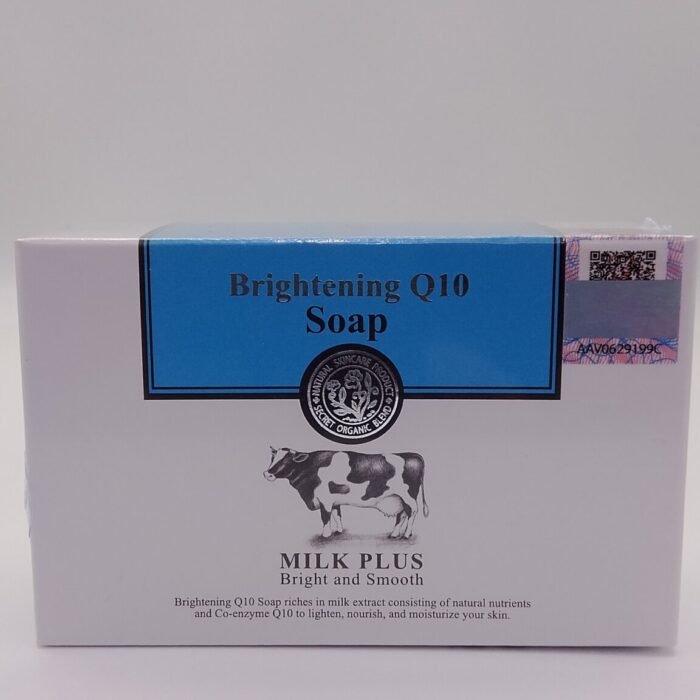 Brightening Q10
Soap
AAV0629199C
NATURAL SKINCARE PRODUCT
SECRET ORGANIC BLEND
MILK PLUS
Bright and Smooth
Brightening Q10 Soap riches in milk extract consisting of natural nutrients
and Co-enzyme Q10 to lighten, nourish, and moisturize your skin.